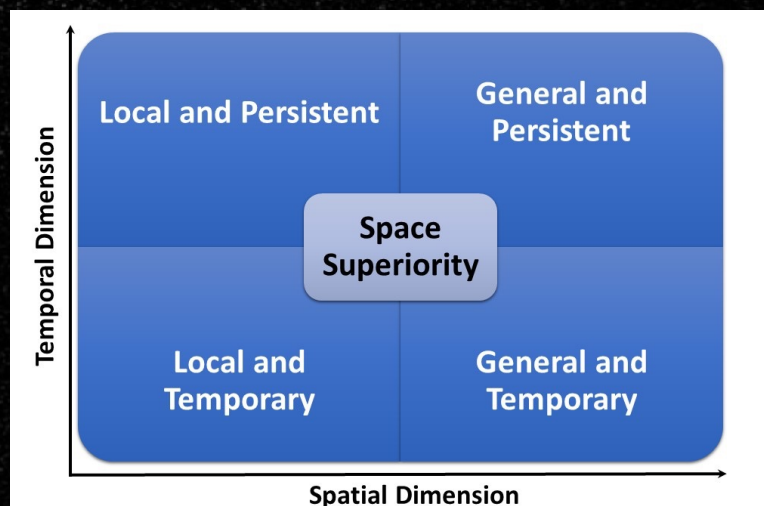 Local and Persistent
General and
Persistent
Space
Superiority
Local and
Temporary
General and
Temporary
Temporal Dimension
Spatial Dimension